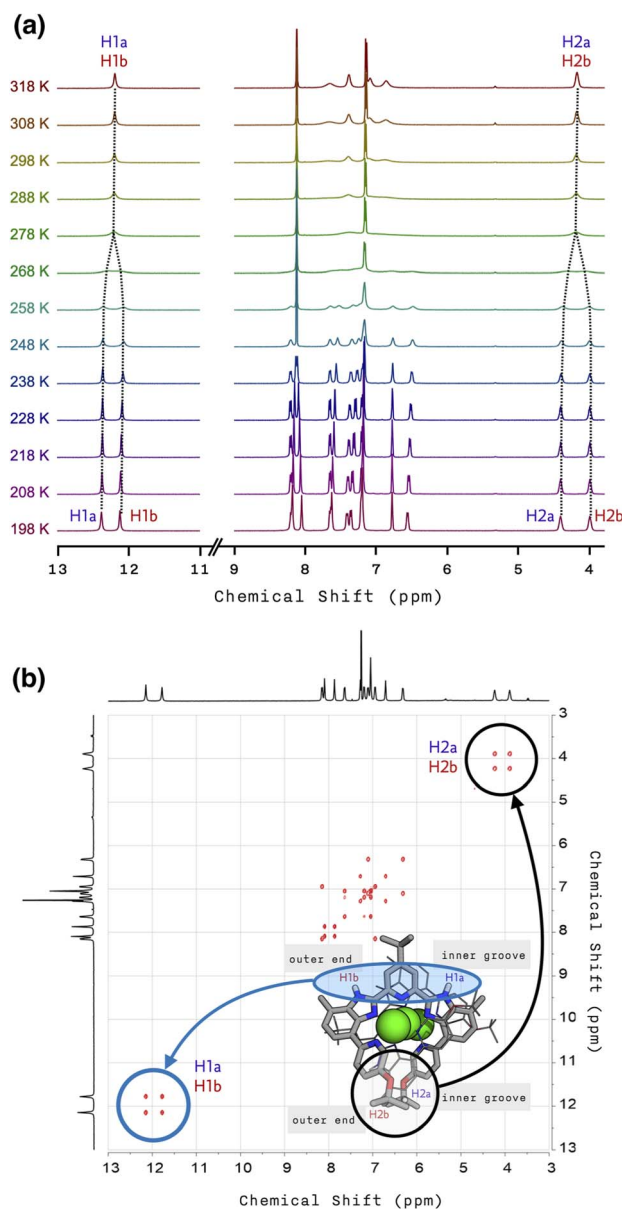 (a)
H1a
H1b
H2a
H2b
318 K
308 K
298 K
288 K
278 K
268 K
258 K
248 K
238 K
228 K
218 K
208 K
198 K
H1a
H1b
H2a
H2b
13 12 11 9 8 7 6 5 4
Chemical Shift (ppm)
(b)
H2a
H2b
3
4
5
6
7
8
9
10
11
12
13
Chemical Shift (ppm)
outer end
inner groove
H1b
H1a
H1a
H1b
H2a
H2b
inner groove
outer end
13 12 11 10 9 8 7 6 5 4 3
Chemical Shift (ppm)